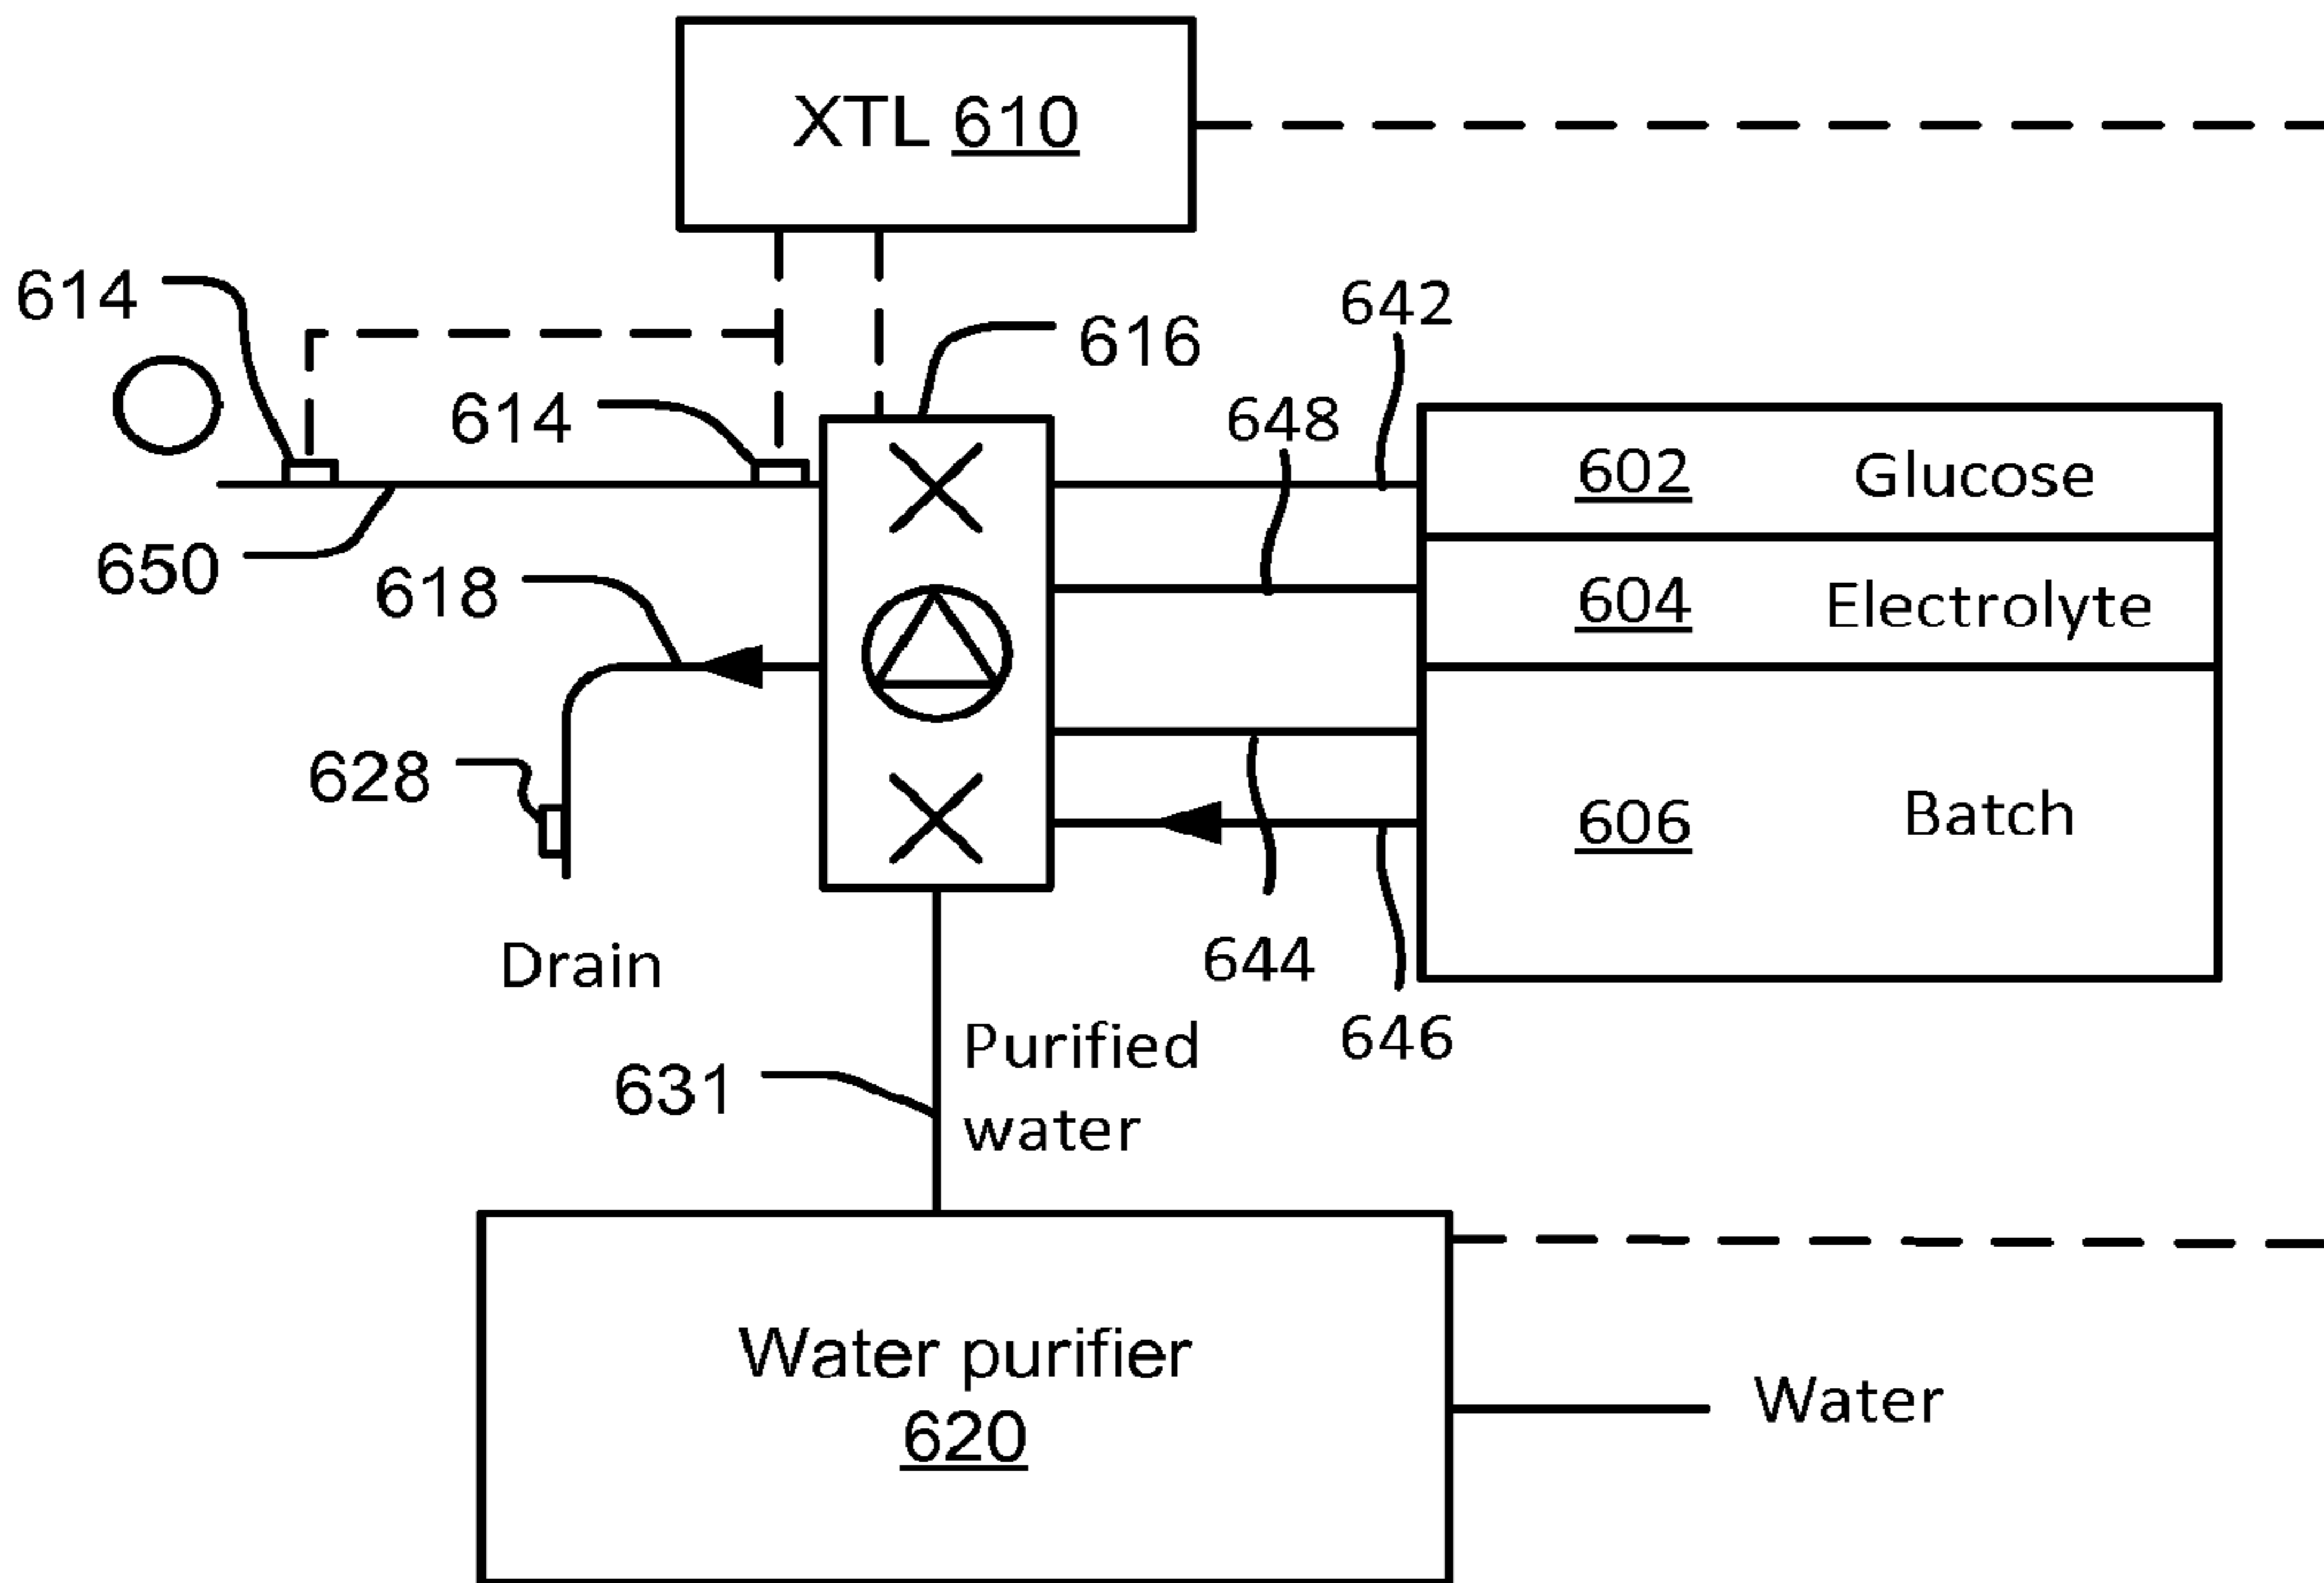 XTL 610
614
642
616
614
648
602 Glucose
650
618
604 Electrolyte
628
606 Batch
Drain
644
646
Purified
water
631
Water purifier
620
Water